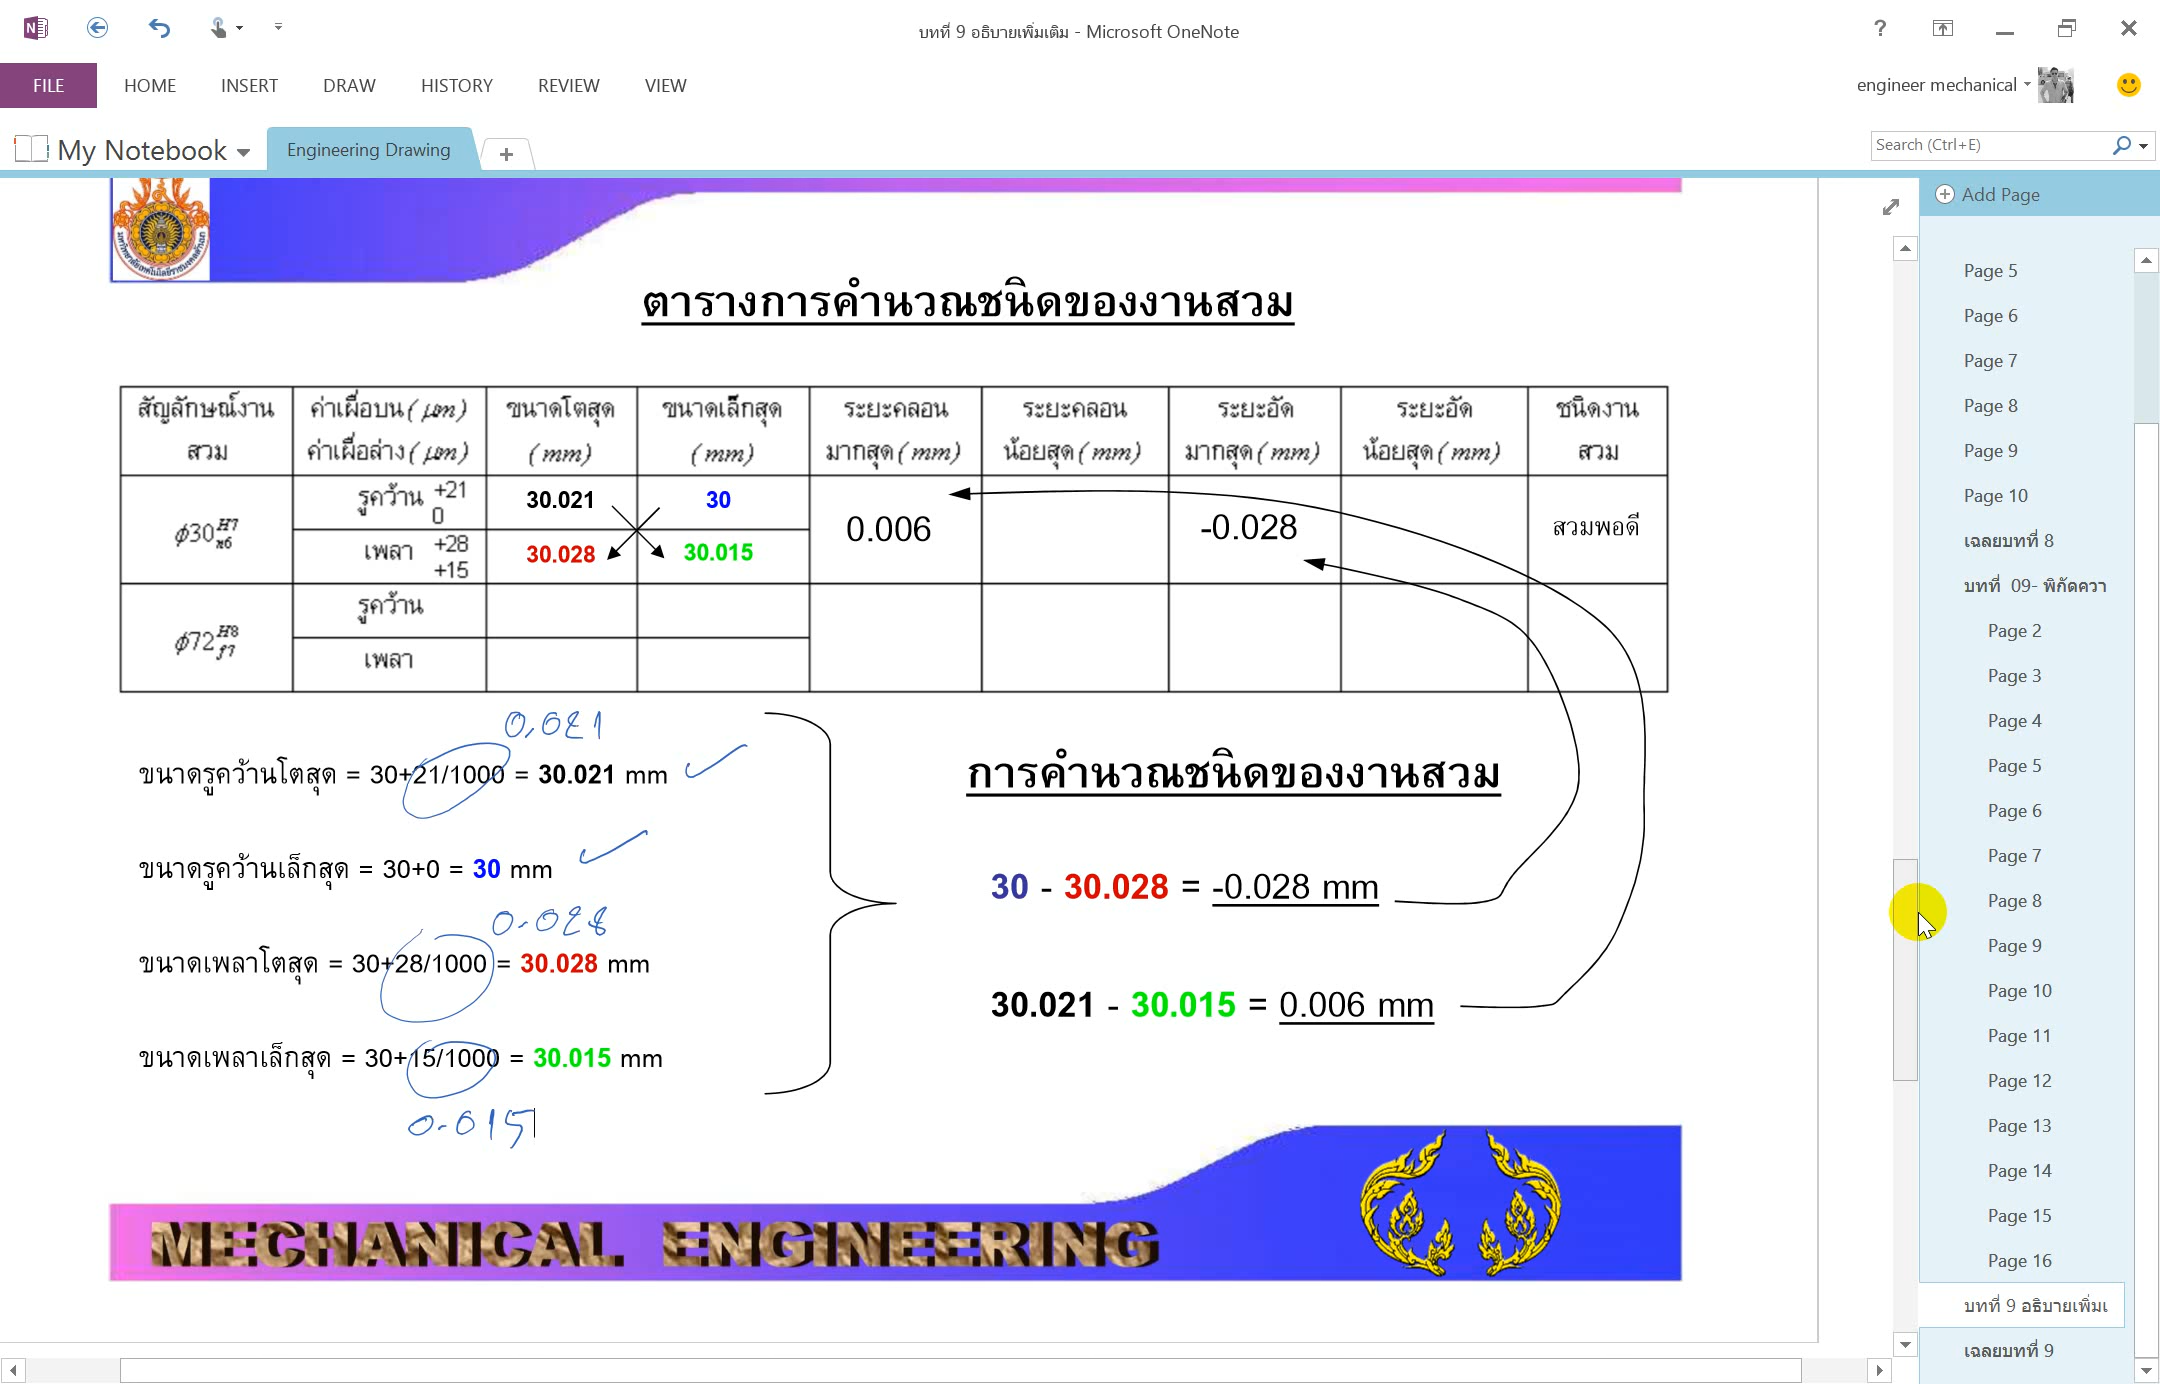 บทที่ 9 อธิบายเพิ่มเติม - Microsoft OneNote
FILE HOME INSERT DRAW HISTORY REVIEW VIEW
engineer mechanical
My Notebook
Engineering Drawing
Search (Ctrl+E)
ตารางการคำนวณชนิดของงานสวม
สัญลักษณ์งานสวม
ค่าเผื่อบน (μm)
ค่าเผื่อล่าง (μm)
ขนาดโตสุด (mm)
ขนาดเล็กสุด (mm)
ระยะคลอนมากสุด (mm)
ระยะคลอนน้อยสุด (mm)
ระยะอัดมากสุด (mm)
ระยะอัดน้อยสุด (mm)
ชนิดงานสวม
ϕ30 H7 n6
รูคว้าน +21 0
30.021
30
เพลา +28 +15
30.028
30.015
0.006
-0.028
สวมพอดี
ϕ72 H8 f7
รูคว้าน
เพลา
0.021
ขนาดรูคว้านโตสุด = 30+21/1000 = 30.021 mm
ขนาดรูคว้านเล็กสุด = 30+0 = 30 mm
0.028
ขนาดเพลาโตสุด = 30+28/1000 = 30.028 mm
ขนาดเพลาเล็กสุด = 30+15/1000 = 30.015 mm
0.015
การคำนวณชนิดของงานสวม
30 - 30.028 = -0.028 mm
30.021 - 30.015 = 0.006 mm
MECHANICAL ENGINEERING
Add Page
Page 5
Page 6
Page 7
Page 8
Page 9
Page 10
เฉลยบทที่ 8
บทที่ 09- พิกัดควา
Page 2
Page 3
Page 4
Page 5
Page 6
Page 7
Page 8
Page 9
Page 10
Page 11
Page 12
Page 13
Page 14
Page 15
Page 16
บทที่ 9 อธิบายเพิ่มเ
เฉลยบทที่ 9